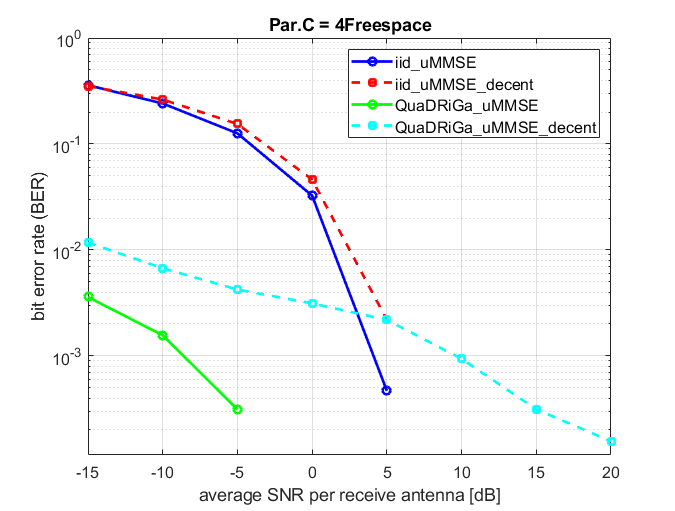 Par.C = 4Freespace
iid_uMMSE
iid_uMMSE_decent
QuaDRiGa_uMMSE
QuaDRiGa_uMMSE_decent
bit error rate (BER)
10^0
10^-1
10^-2
10^-3
-15 -10 -5 0 5 10 15 20
average SNR per receive antenna [dB]